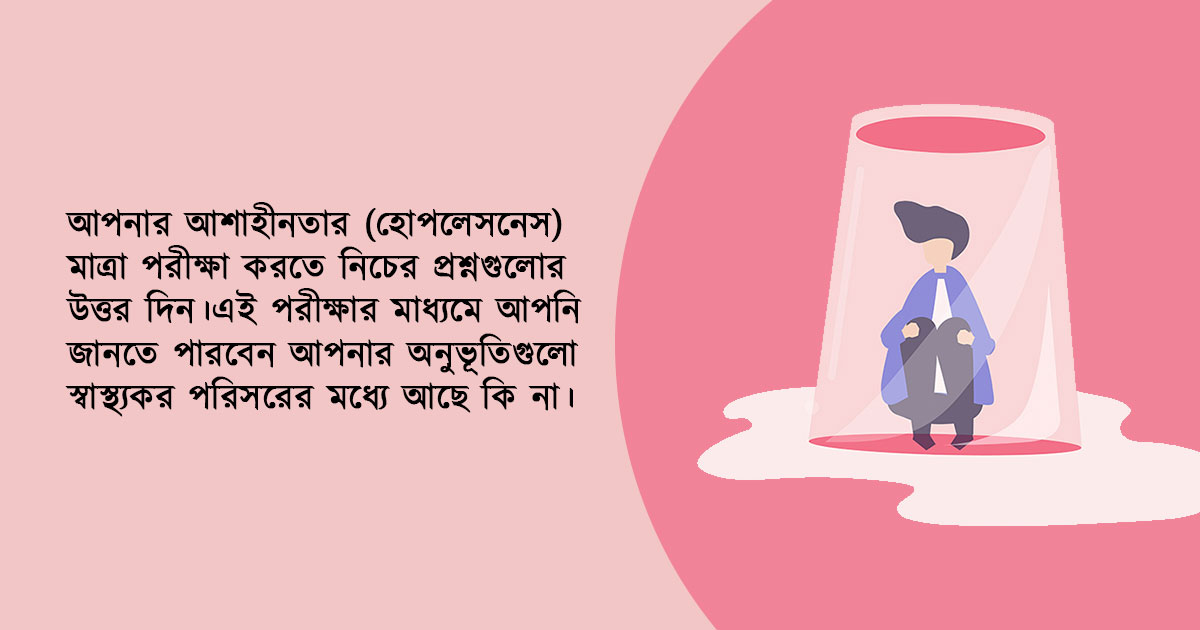 আপনার আশাহীনতার (হোপলেসনেস)
মাত্রা পরীক্ষা করতে নিচের প্রশ্নগুলোর
উত্তর দিন।এই পরীক্ষার মাধ্যমে আপনি
জানতে পারবেন আপনার অনুভূতিগুলো
স্বাস্থ্যকর পরিসরের মধ্যে আছে কি না।